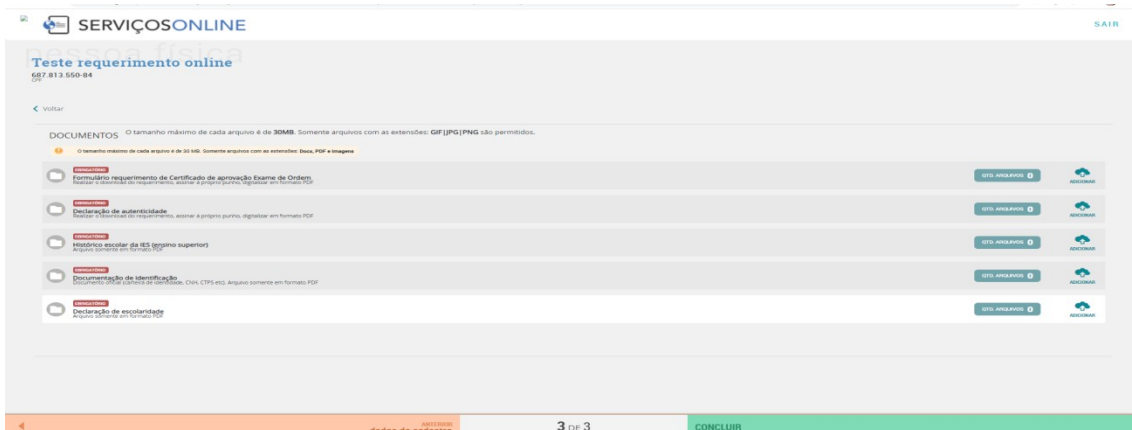 SERVIÇOSONLINE
SAIR
pessoa física
Teste requerimento online
687.813.550-84
CPF
Voltar
DOCUMENTOS O tamanho máximo de cada arquivo é de 30MB. Somente arquivos com as extensões: GIF|JPG|PNG são permitidos.
O tamanho máximo de cada arquivo é de 30 MB. Somente arquivos com as extensões: Docs, PDF e Imagens
OBRIGATÓRIO
Formulário requerimento de Certificado de aprovação Exame de Ordem
Realizar o download do requerimento, assinar a próprio punho, digitalizar em formato PDF
QTD. ARQUIVOS 0
ADICIONAR
OBRIGATÓRIO
Declaração de autenticidade
Realizar o download do requerimento, assinar a próprio punho, digitalizar em formato PDF
QTD. ARQUIVOS 0
ADICIONAR
OBRIGATÓRIO
Histórico escolar da IES (ensino superior)
Arquivo somente em formato PDF
QTD. ARQUIVOS 0
ADICIONAR
OBRIGATÓRIO
Documentação de identificação
Documento oficial (carteira de identidade, CNH, CTPS etc). Arquivo somente em formato PDF
QTD. ARQUIVOS 0
ADICIONAR
OBRIGATÓRIO
Declaração de escolaridade
Arquivo somente em formato PDF
QTD. ARQUIVOS 0
ADICIONAR
ANTERIOR
dados do cadastro
3 DE 3
CONCLUIR